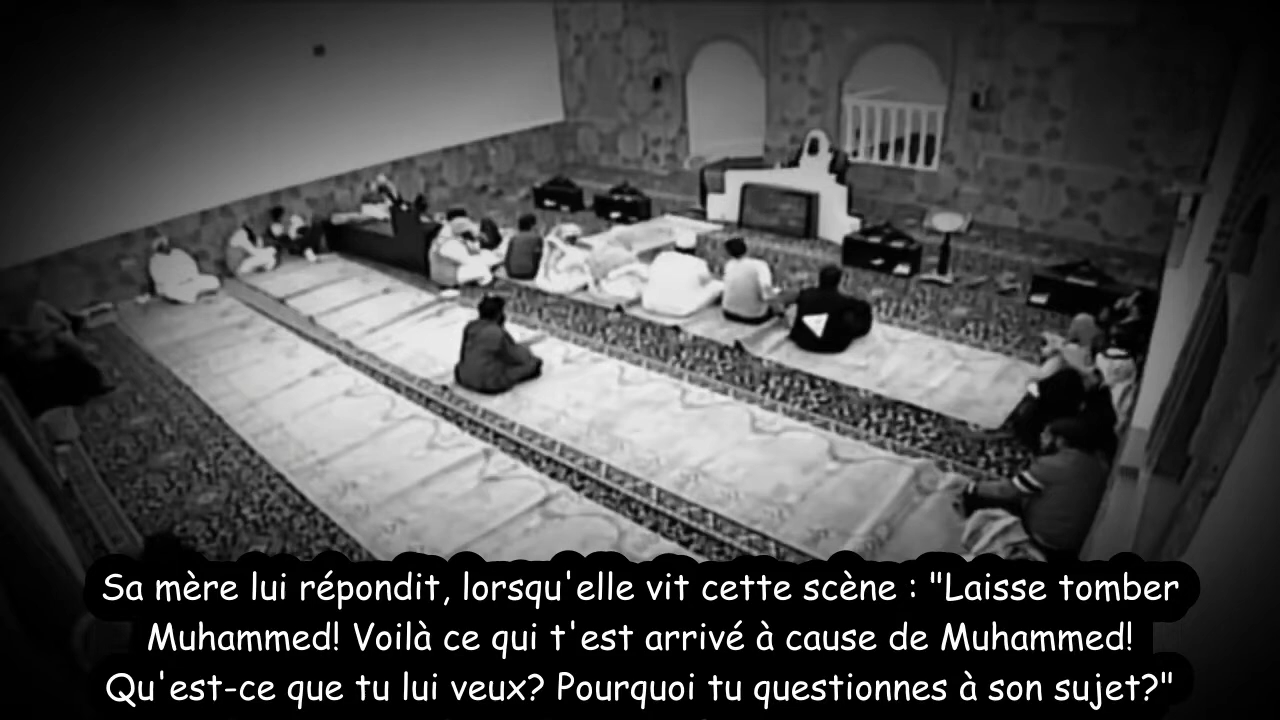 Sa mère lui répondit, lorsqu'elle vit cette scène : "Laisse tomber
Muhammed! Voilà ce qui t'est arrivé à cause de Muhammed!
Qu'est-ce que tu lui veux? Pourquoi tu questionnes à son sujet?"